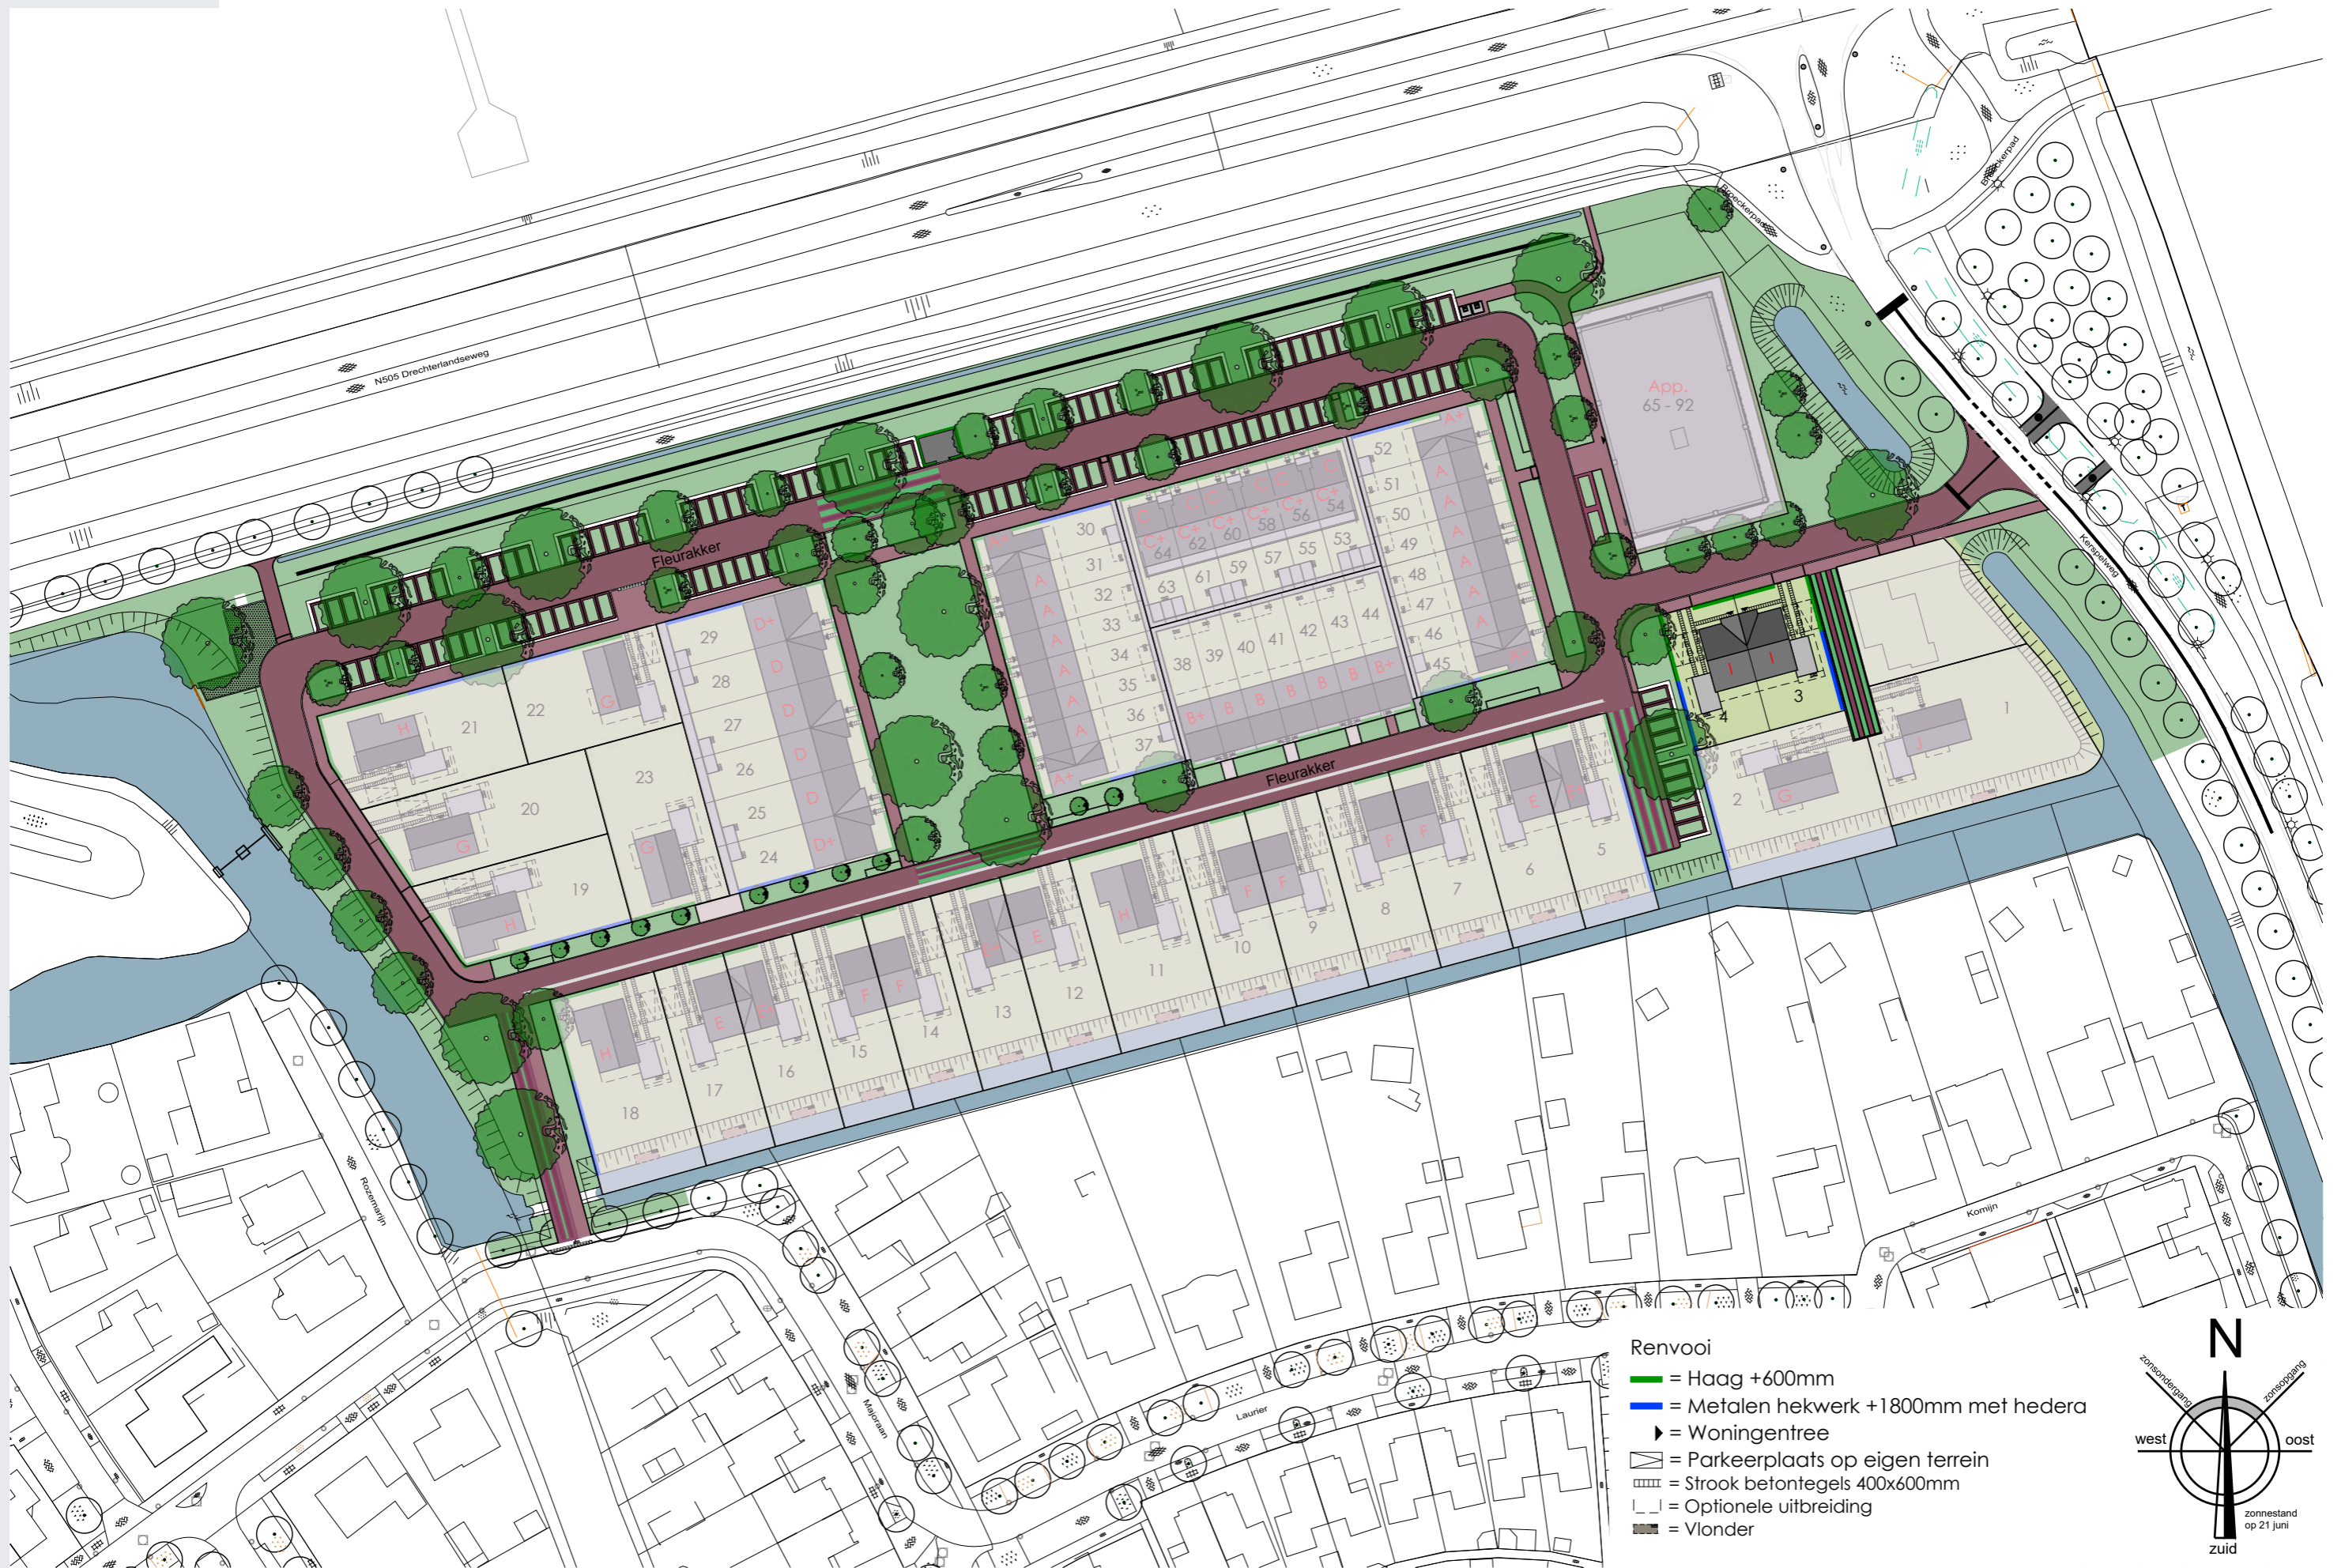 N505 Drechterlandseweg
Broeckerpad
Broeckerpad
Kerspelweg
App.
65 - 92
Fleurakker
Fleurakker
A+
A
A
A
A
A
A
A+
30
31
32
33
34
35
36
37
C
C
C
C
C
C
C+
C+
C+
C+
C+
C+
64
62
60
58
56
54
63
61
59
57
55
53
38
39
40
41
42
43
44
B+
B
B
B
B
B
B+
52
51
50
49
48
47
46
45
A+
A
A
A
A
A
A
A+
29
28
27
26
25
24
D+
D
D
D
D
D+
H
21
22
G
20
G
23
G
19
H
I
I
4
3
2
G
1
J
5
6
E
E+
7
8
F
F
9
10
F
F
11
H
12
13
E+
E
14
15
F
F
16
17
E
E+
18
H
Rozemarijn
Majoraan
Laurier
Komijn
Renvooi
= Haag +600mm
= Metalen hekwerk +1800mm met hedera
= Woningentree
= Parkeerplaats op eigen terrein
= Strook betontegels 400x600mm
= Optionele uitbreiding
= Vlonder
N
zonsondergang
zonsopgang
west
oost
zonnestand
op 21 juni
zuid